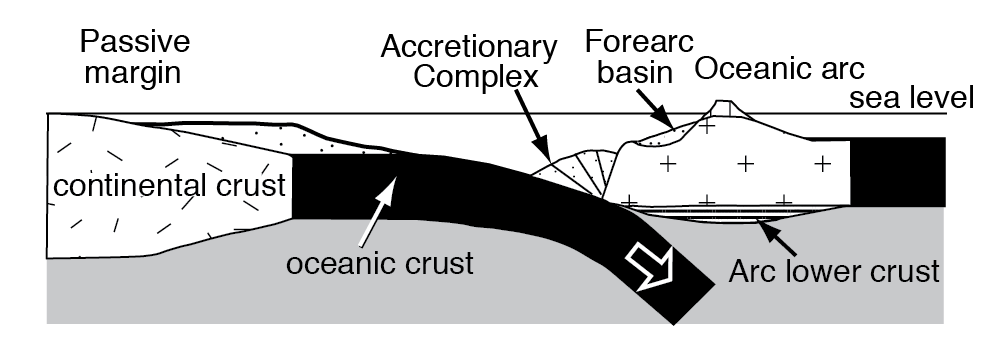 Passive
margin
Accretionary
Complex
Forearc
basin
Oceanic arc
sea level
continental crust
oceanic crust
Arc lower crust